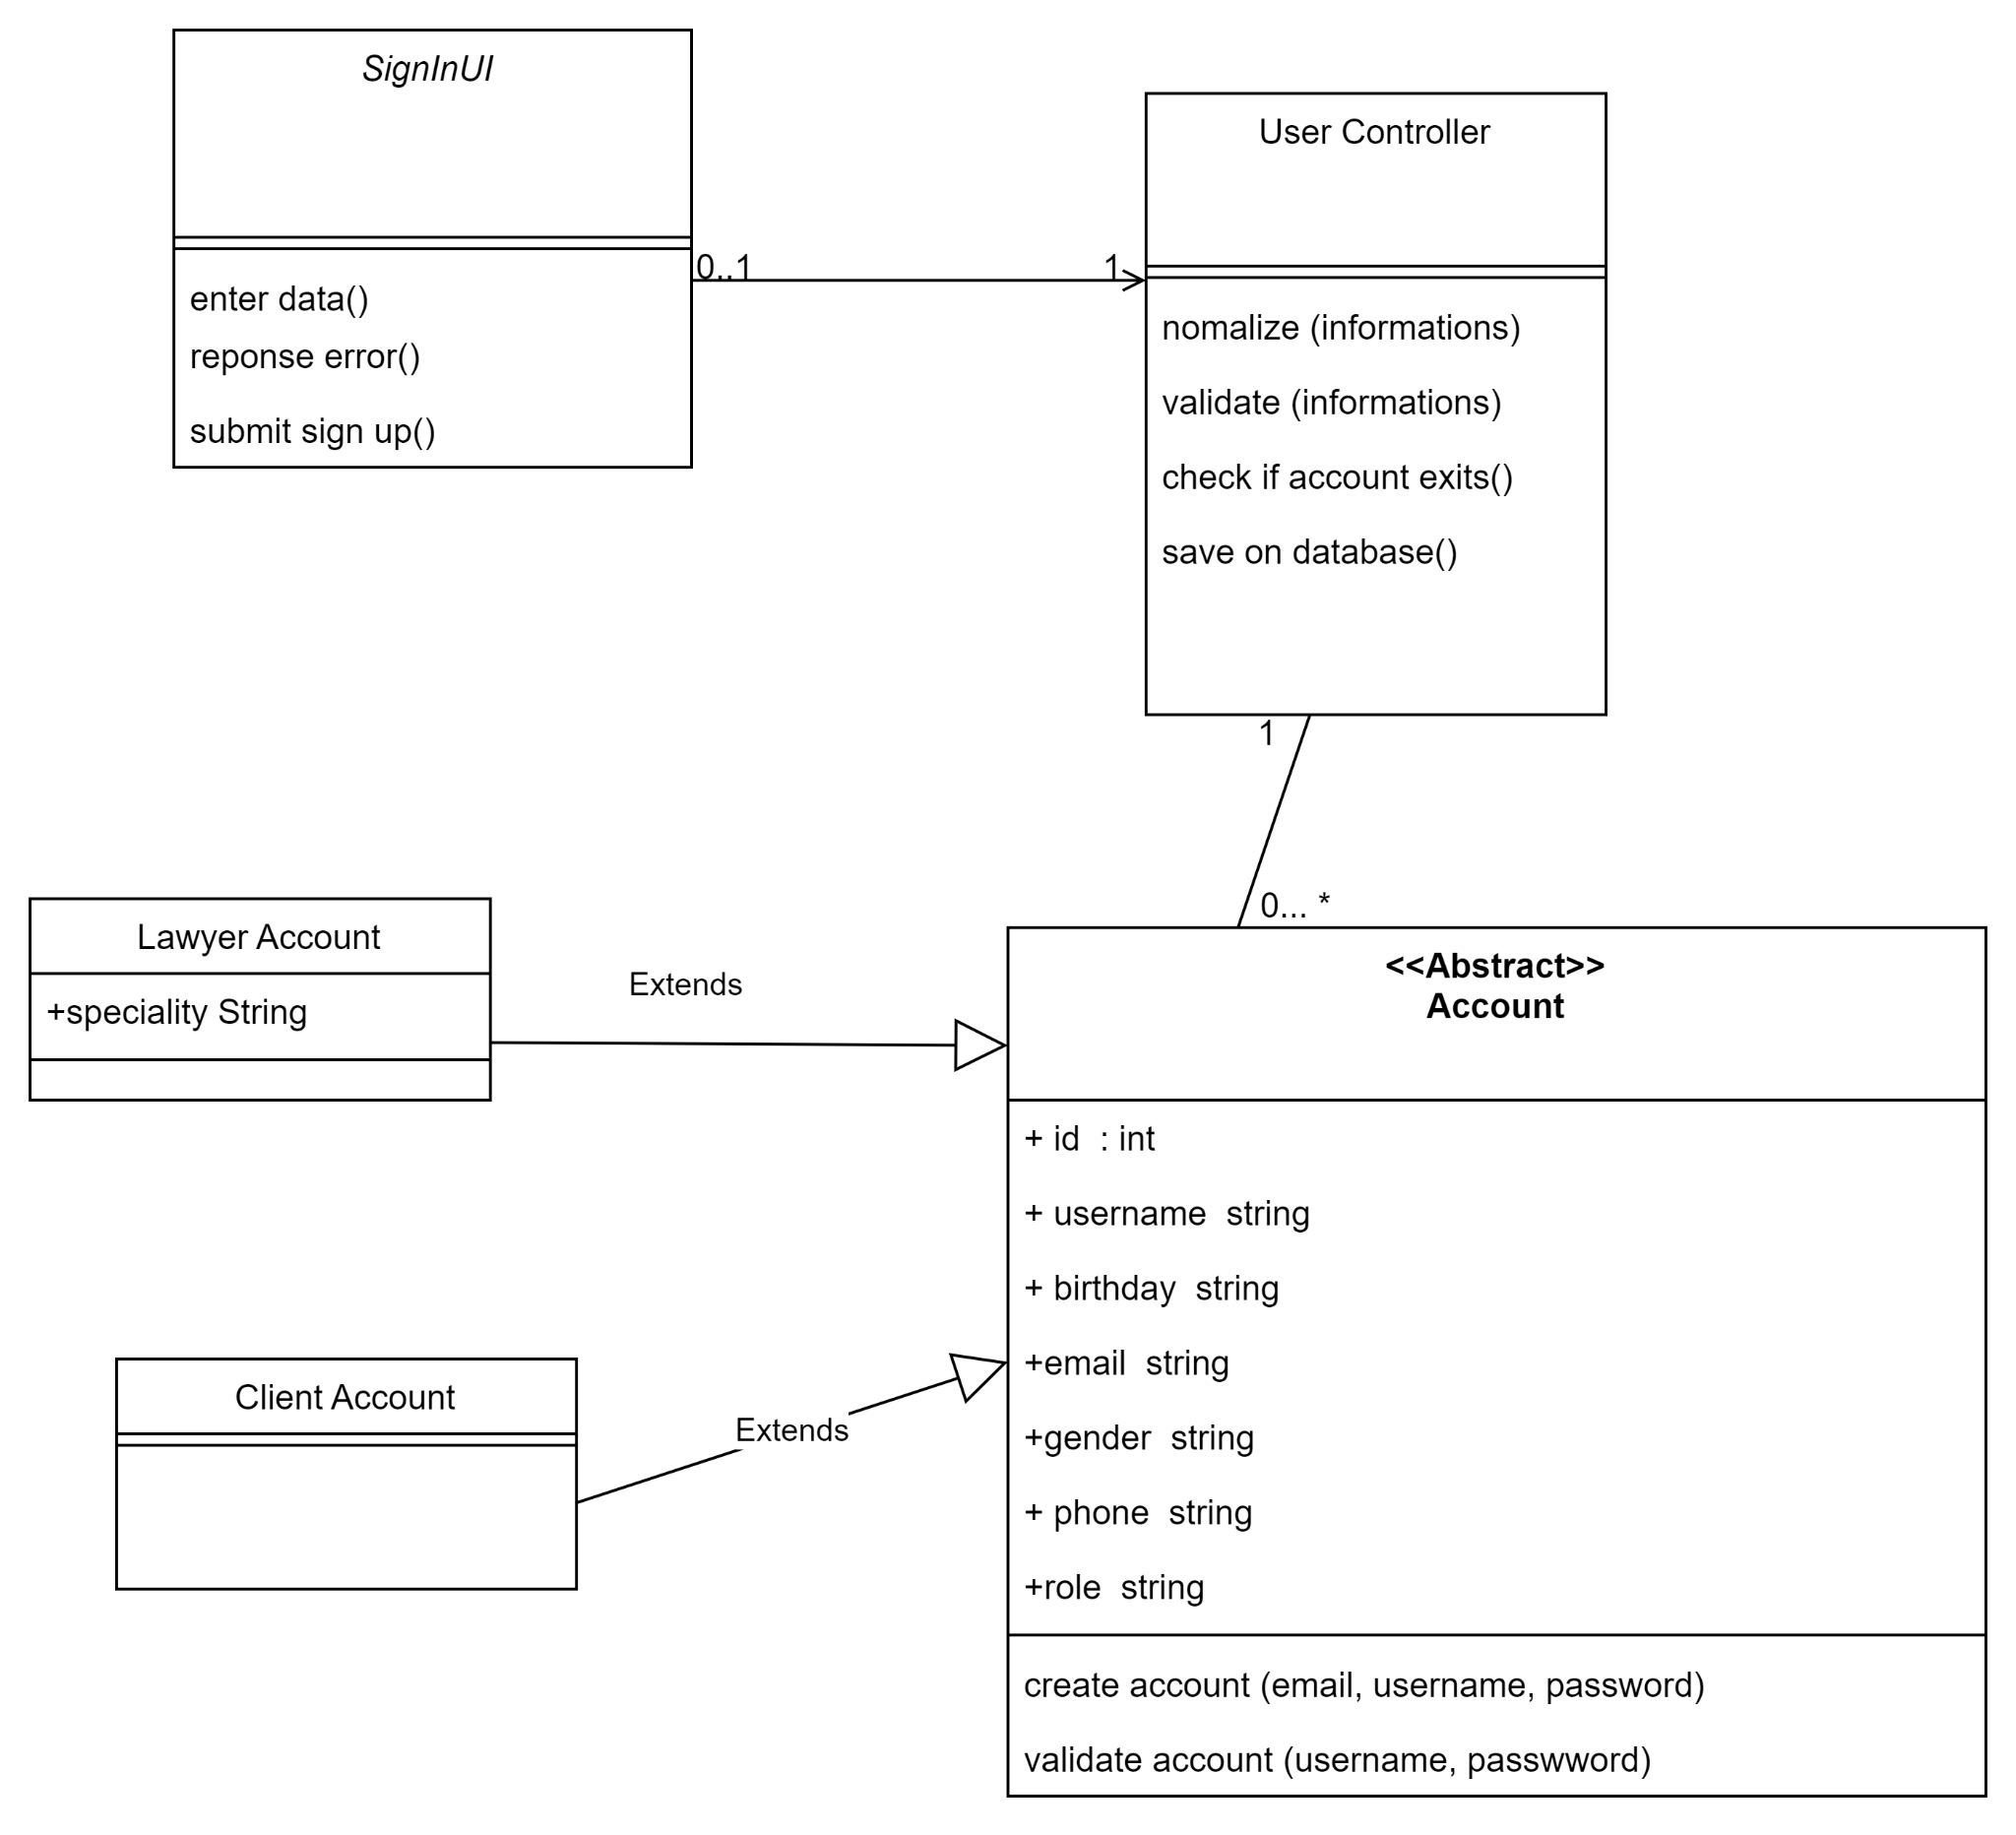 SignInUI
enter data()
reponse error()
submit sign up()
0..1
1
User Controller
nomalize (informations)
validate (informations)
check if account exits()
save on database()
1
0... *
Lawyer Account
+speciality String
Extends
<<Abstract>>
Account
+ id  : int
+ username  string
+ birthday  string
+email  string
+gender  string
+ phone  string
+role  string
create account (email, username, password)
validate account (username, passwword)
Client Account
Extends